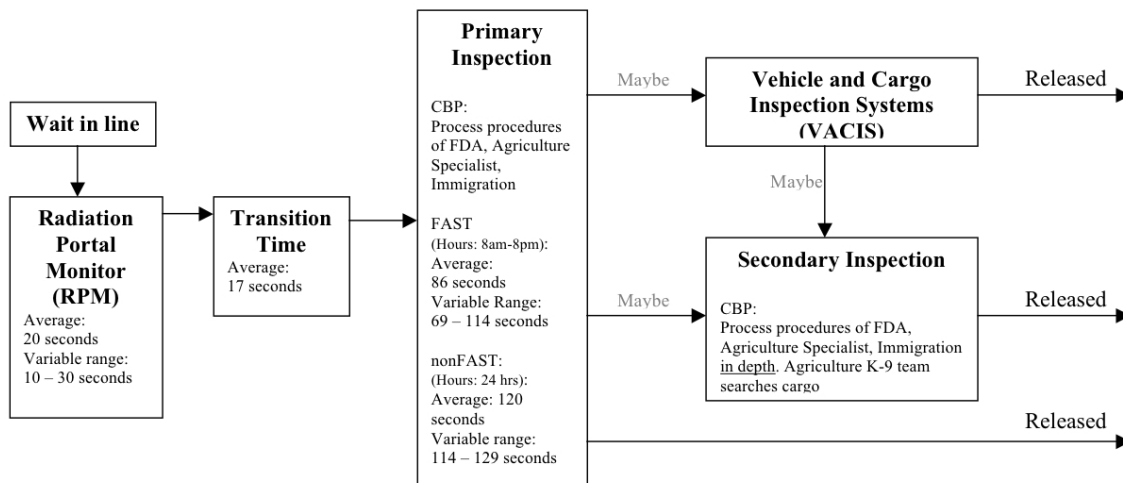 Wait in line
Radiation
Portal
Monitor
(RPM)
Average:
20 seconds
Variable range:
10 – 30 seconds
Transition
Time
Average:
17 seconds
Primary
Inspection
CBP:
Process procedures
of FDA, Agriculture
Specialist,
Immigration
FAST
(Hours: 8am-8pm):
Average:
86 seconds
Variable Range:
69 – 114 seconds
nonFAST:
(Hours: 24 hrs):
Average: 120
seconds
Variable range:
114 – 129 seconds
Maybe
Vehicle and Cargo
Inspection Systems
(VACIS)
Released
Maybe
Maybe
Secondary Inspection
CBP:
Process procedures of FDA,
Agriculture Specialist, Immigration
in depth. Agriculture K-9 team
searches cargo
Released
Released